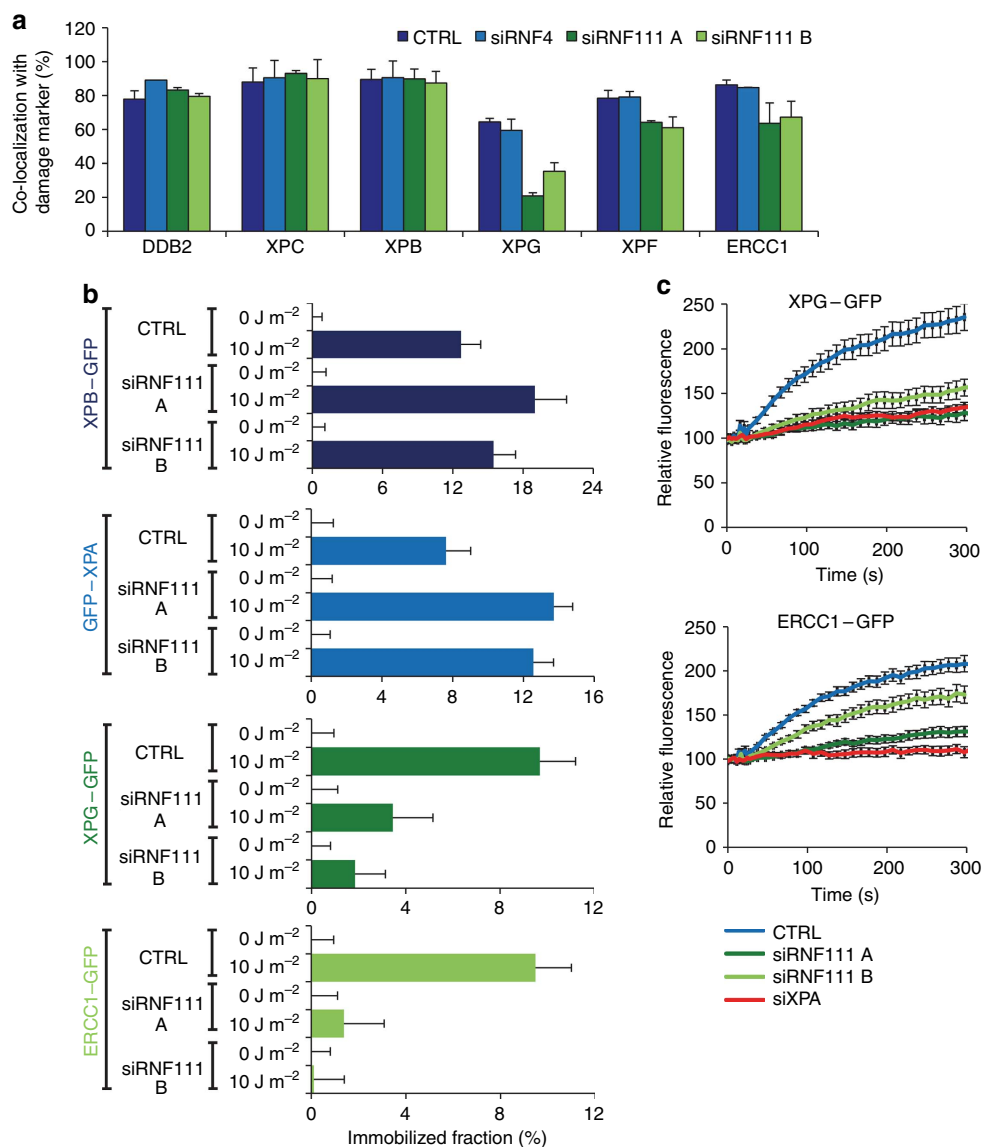 a
Co-localization with
damage marker (%)
120
100
80
60
40
20
0
CTRL siRNF4 siRNF111 A siRNF111 B
DDB2 XPC XPB XPG XPF ERCC1
b
XPB–GFP
CTRL
0 J m⁻²
10 J m⁻²
siRNF111
A
0 J m⁻²
10 J m⁻²
siRNF111
B
0 J m⁻²
10 J m⁻²
0 6 12 18 24
GFP–XPA
CTRL
0 J m⁻²
10 J m⁻²
siRNF111
A
0 J m⁻²
10 J m⁻²
siRNF111
B
0 J m⁻²
10 J m⁻²
0 4 8 12 16
XPG–GFP
CTRL
0 J m⁻²
10 J m⁻²
siRNF111
A
0 J m⁻²
10 J m⁻²
siRNF111
B
0 J m⁻²
10 J m⁻²
0 4 8 12
ERCC1–GFP
CTRL
0 J m⁻²
10 J m⁻²
siRNF111
A
0 J m⁻²
10 J m⁻²
siRNF111
B
0 J m⁻²
10 J m⁻²
0 4 8 12
Immobilized fraction (%)
c
XPG–GFP
Relative fluorescence
250
200
150
100
50
0
0 100 200 300
Time (s)
ERCC1–GFP
Relative fluorescence
250
200
150
100
50
0
0 100 200 300
Time (s)
CTRL
siRNF111 A
siRNF111 B
siXPA